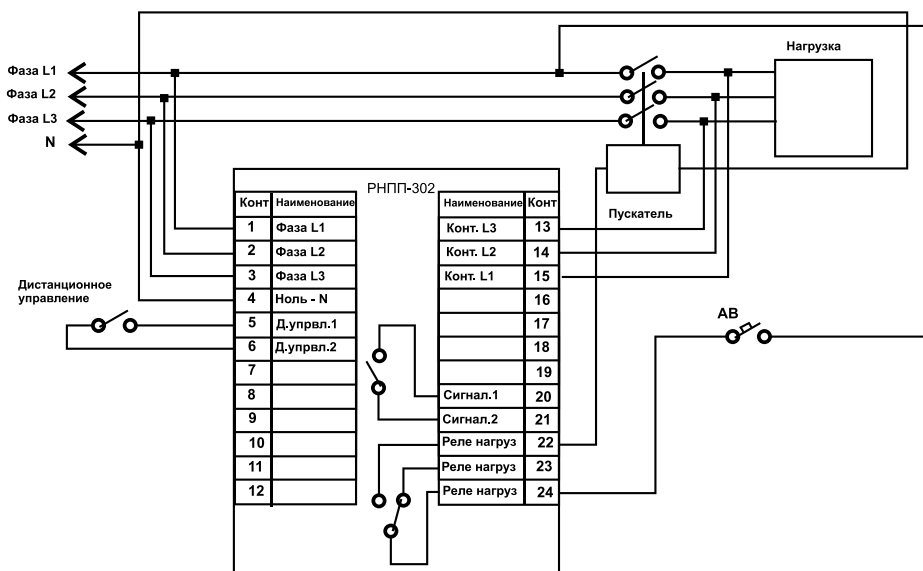 Нагрузка
Фаза L1
Фаза L2
Фаза L3
N
РНПП-302
Пускатель
Конт Наименование
1 Фаза L1
2 Фаза L2
3 Фаза L3
4 Ноль - N
5 Д.упрвл.1
6 Д.упрвл.2
7
8
9
10
11
12
Наименование Конт
Конт. L3 13
Конт. L2 14
Конт. L1 15
16
17
18
19
Сигнал.1 20
Сигнал.2 21
Реле нагруз 22
Реле нагруз 23
Реле нагруз 24
Дистанционное
управление
АВ